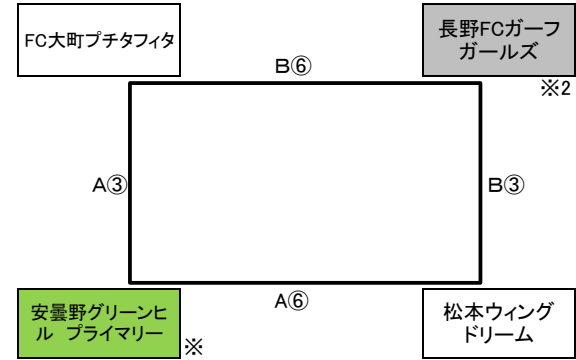 FC大町プチタフィタ
長野FCガーフ
ガールズ
※2
B⑥
A③
B③
A⑥
安曇野グリーンヒ
ル プライマリー
※
松本ウィング
ドリーム